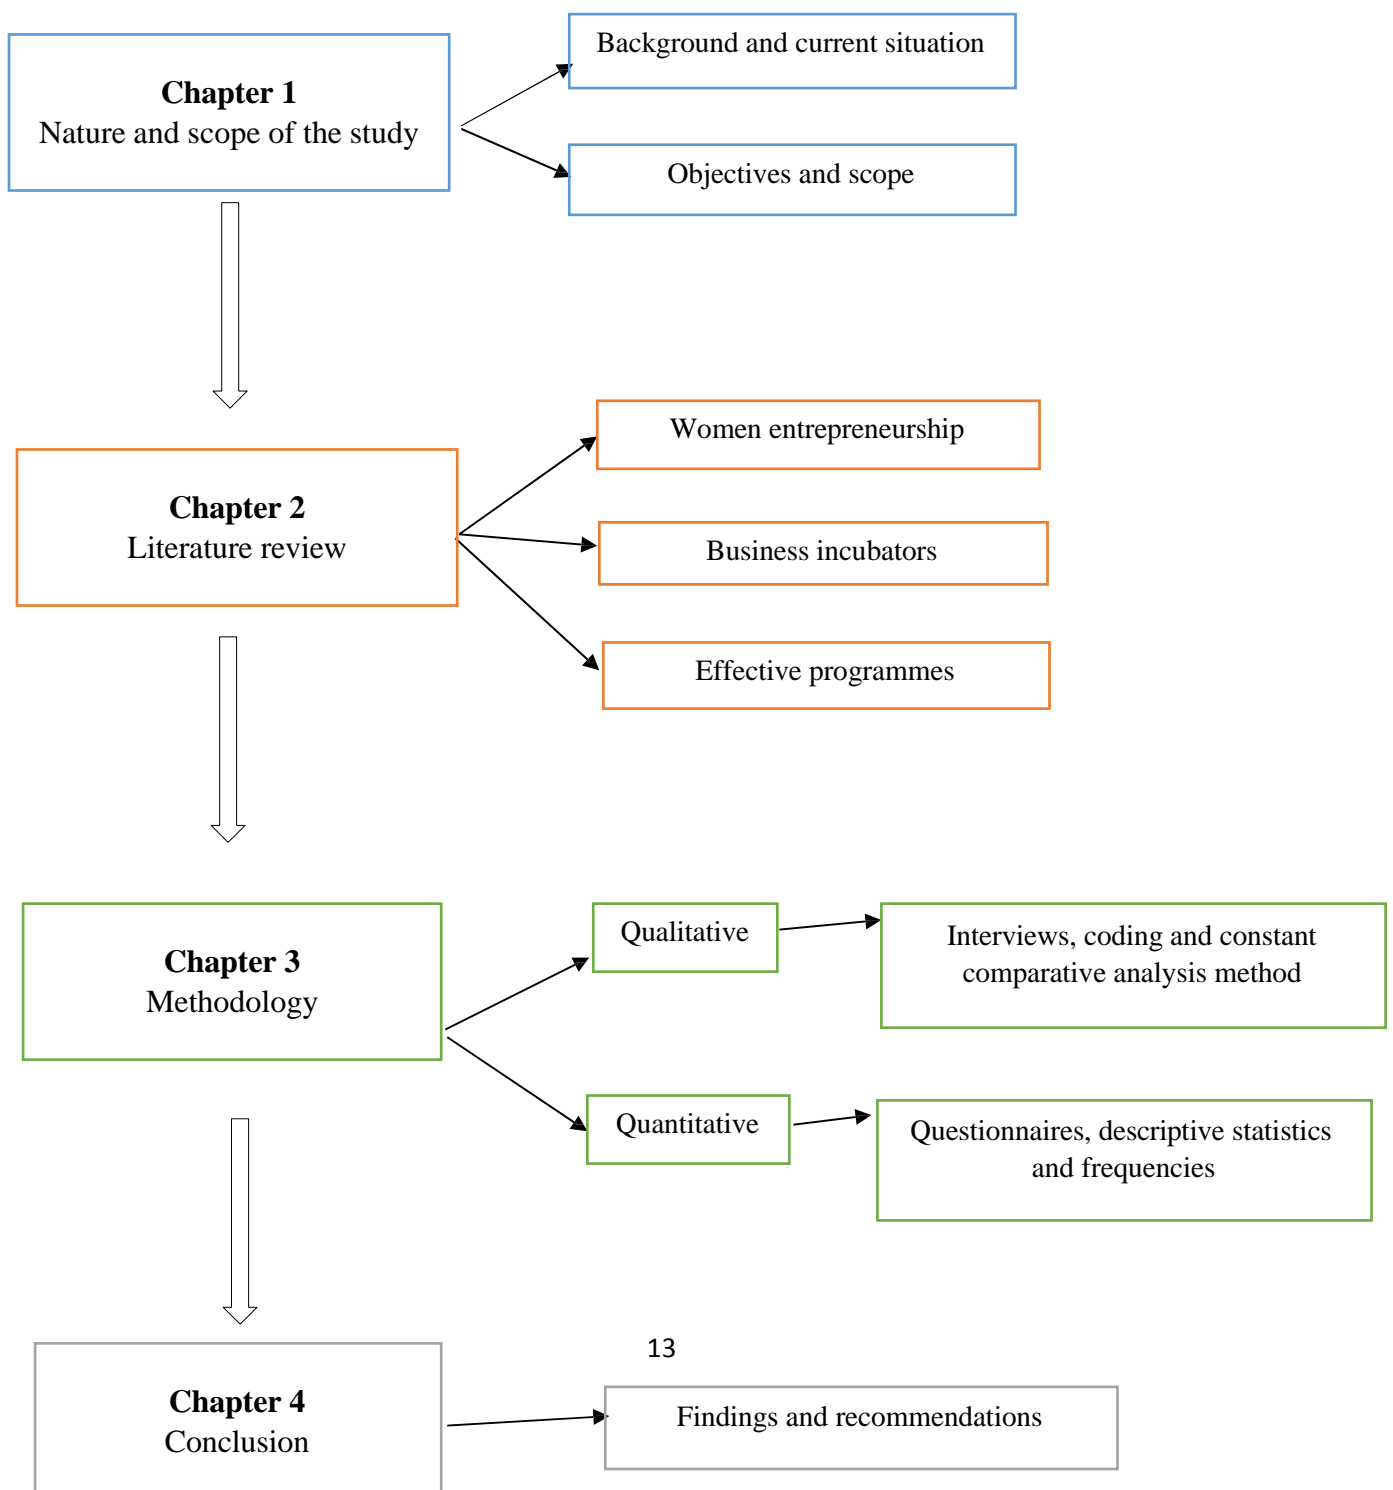 Background and current situation
Chapter 1
Nature and scope of the study
Objectives and scope
Women entrepreneurship
Chapter 2
Literature review
Business incubators
Effective programmes
Qualitative
Interviews, coding and constant
comparative analysis method
Chapter 3
Methodology
Quantitative
Questionnaires, descriptive statistics
and frequencies
13
Chapter 4
Conclusion
Findings and recommendations